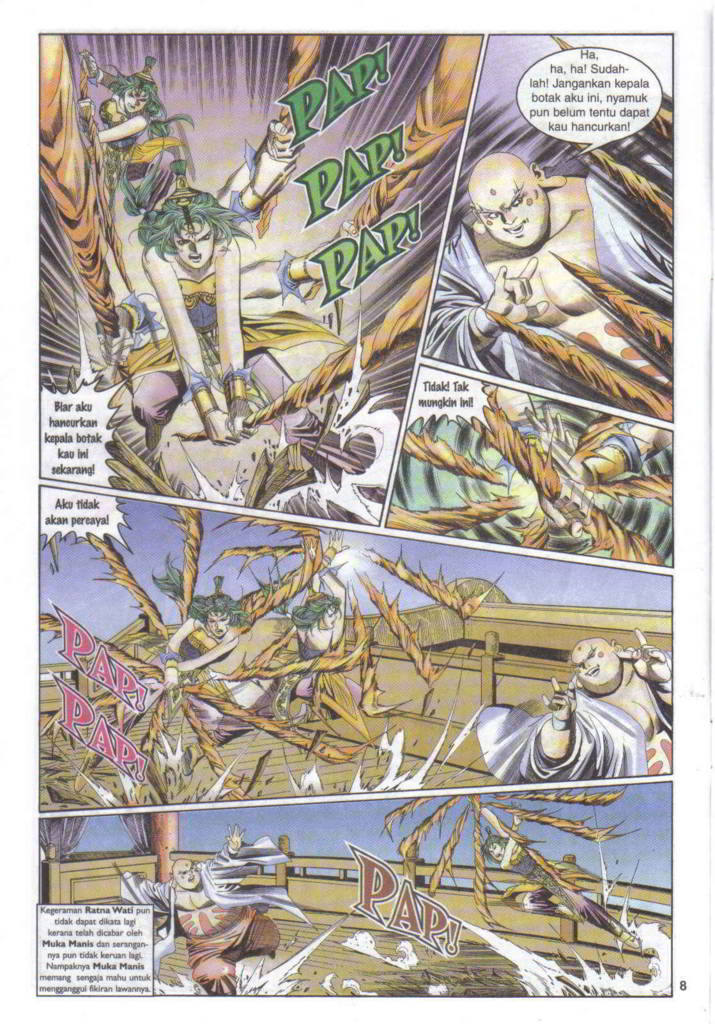 PAP!
PAP!
PAP!
Biar aku
hancurkan
kepala botak
kau ini
sekarang!
Ha,
ha, ha! Sudah-
lah! Jangankan kepala
botak aku ini, nyamuk
pun belum tentu dapat
kau hancurkan!
Tidak! Tak
mungkin ini!
Aku tidak
akan percaya!
PAP!
PAP!
PAP!
Kegeraman Ratna Wati pun
tidak dapat dikata lagi
kerana telah dicabar oleh
Muka Manis dan serangan-
nya pun tidak keruan lagi.
Nampaknya Muka Manis
memang sengaja mahu untuk
mengganggui fikiran lawannya.
8